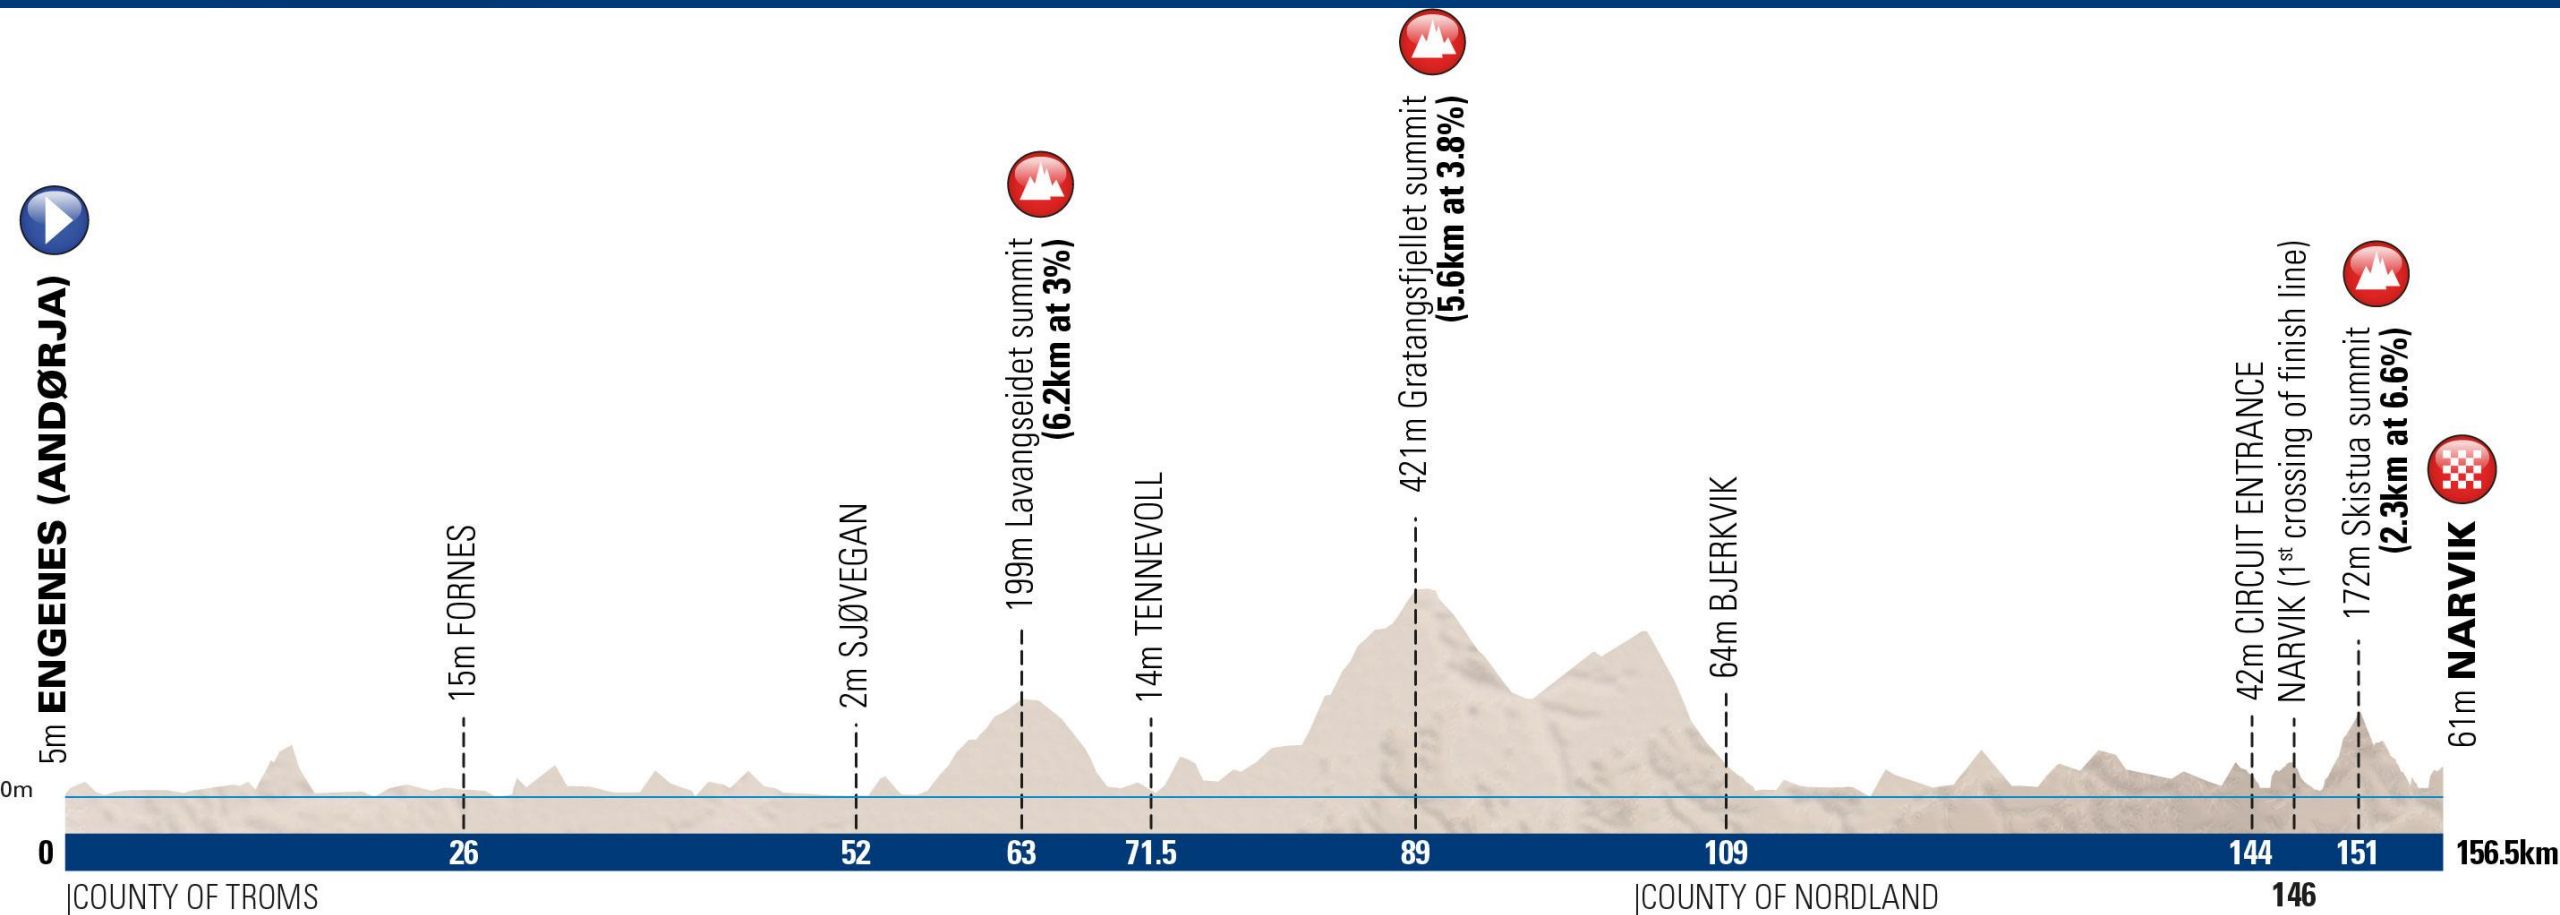 5m ENGENES (ANDØRJA)
15m FORNES
2m SJØVEGAN
199m Lavangseidet summit
(6.2km at 3%)
14m TENNEVOLL
421m Gratangsfjellet summit
(5.6km at 3.8%)
64m BJERKVIK
42m CIRCUIT ENTRANCE
NARVIK (1st crossing of finish line)
172m Skistua summit
(2.3km at 6.6%)
61m NARVIK
0m
0 26 52 63 71.5 89 109 144 151 156.5km
|COUNTY OF TROMS |COUNTY OF NORDLAND 146